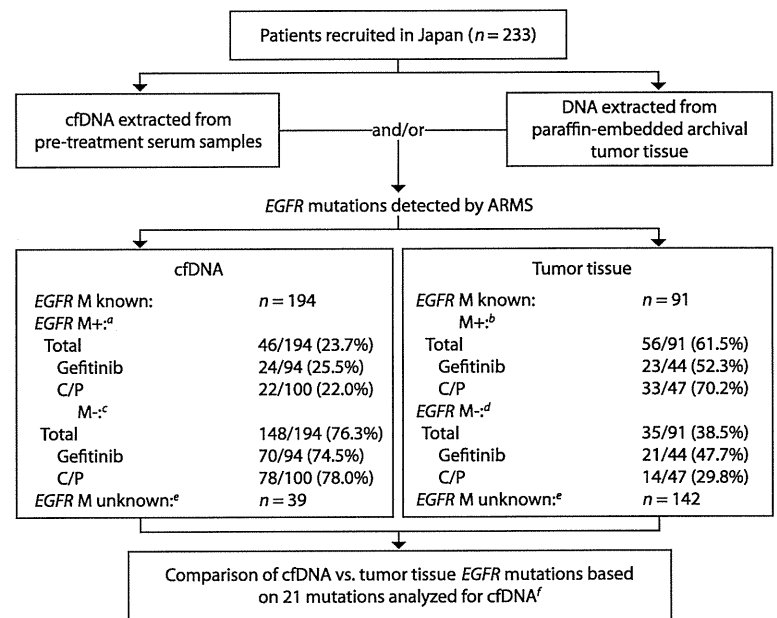 Patients recruited in Japan (n = 233)
cfDNA extracted from
pre-treatment serum samples
and/or
DNA extracted from
paraffin-embedded archival
tumor tissue
EGFR mutations detected by ARMS
cfDNA
EGFR M known: n = 194
EGFR M+:a
Total 46/194 (23.7%)
Gefitinib 24/94 (25.5%)
C/P 22/100 (22.0%)
M-:c
Total 148/194 (76.3%)
Gefitinib 70/94 (74.5%)
C/P 78/100 (78.0%)
EGFR M unknown:e n = 39
Tumor tissue
EGFR M known: n = 91
M+:b
Total 56/91 (61.5%)
Gefitinib 23/44 (52.3%)
C/P 33/47 (70.2%)
EGFR M-:d
Total 35/91 (38.5%)
Gefitinib 21/44 (47.7%)
C/P 14/47 (29.8%)
EGFR M unknown:e n = 142
Comparison of cfDNA vs. tumor tissue EGFR mutations based
on 21 mutations analyzed for cfDNAf